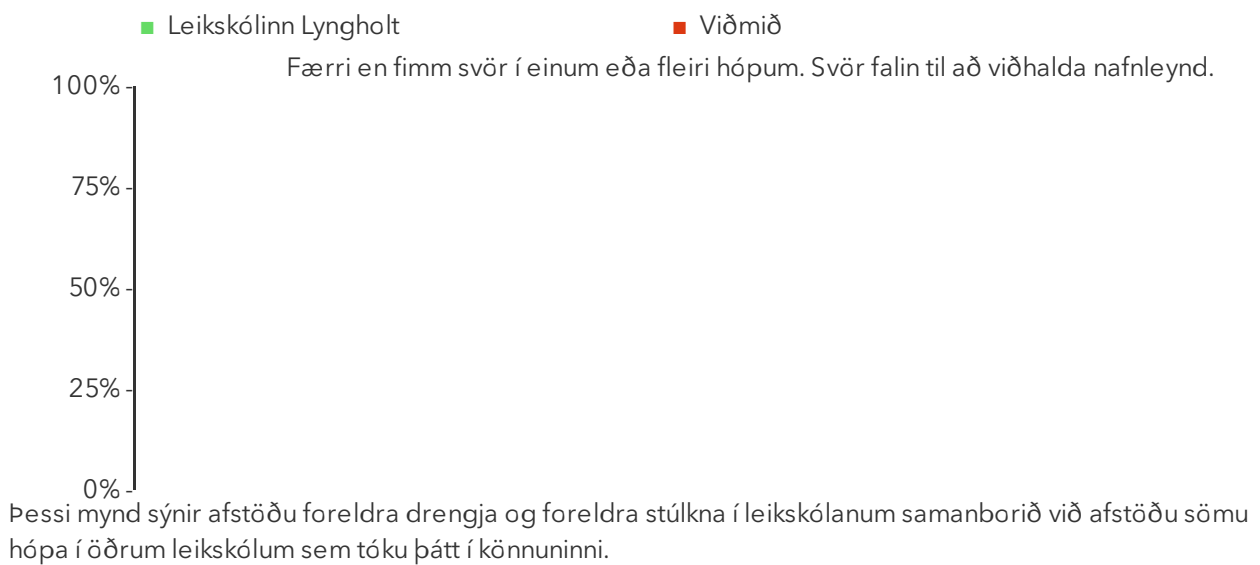 Leikskólinn Lyngholt Viðmið
Færri en fimm svör í einum eða fleiri hópum. Svör falin til að viðhalda nafnleynd.
100%
75%
50%
25%
0%
Þessi mynd sýnir afstöðu foreldra drengja og foreldra stúlkna í leikskólanum samanborið við afstöðu sömu
hópa í öðrum leikskólum sem tóku þátt í könnuninni.